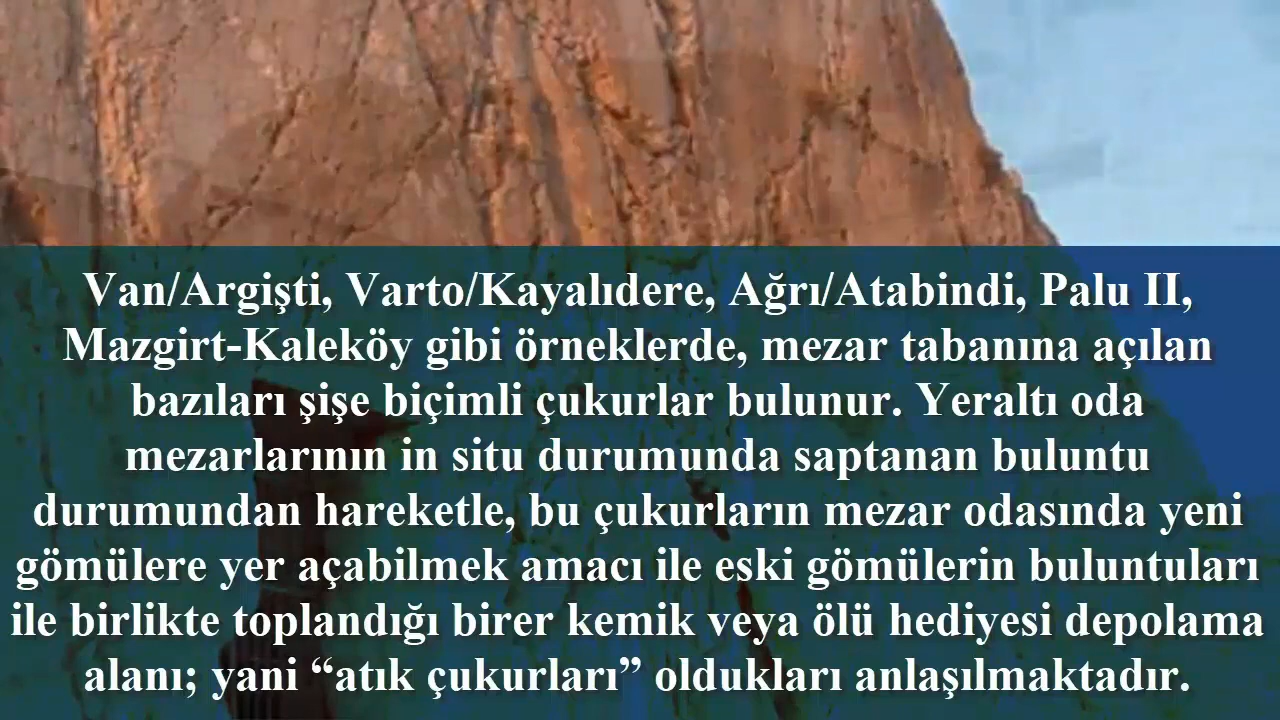 Van/Argişti, Varto/Kayalıdere, Ağrı/Atabindi, Palu II,
Mazgirt-Kaleköy gibi örneklerde, mezar tabanına açılan
bazıları şişe biçimli çukurlar bulunur. Yeraltı oda
mezarlarının in situ durumunda saptanan buluntu
durumundan hareketle, bu çukurların mezar odasında yeni
gömülere yer açabilmek amacı ile eski gömülerin buluntuları
ile birlikte toplandığı birer kemik veya ölü hediyesi depolama
alanı; yani “atık çukurları” oldukları anlaşılmaktadır.